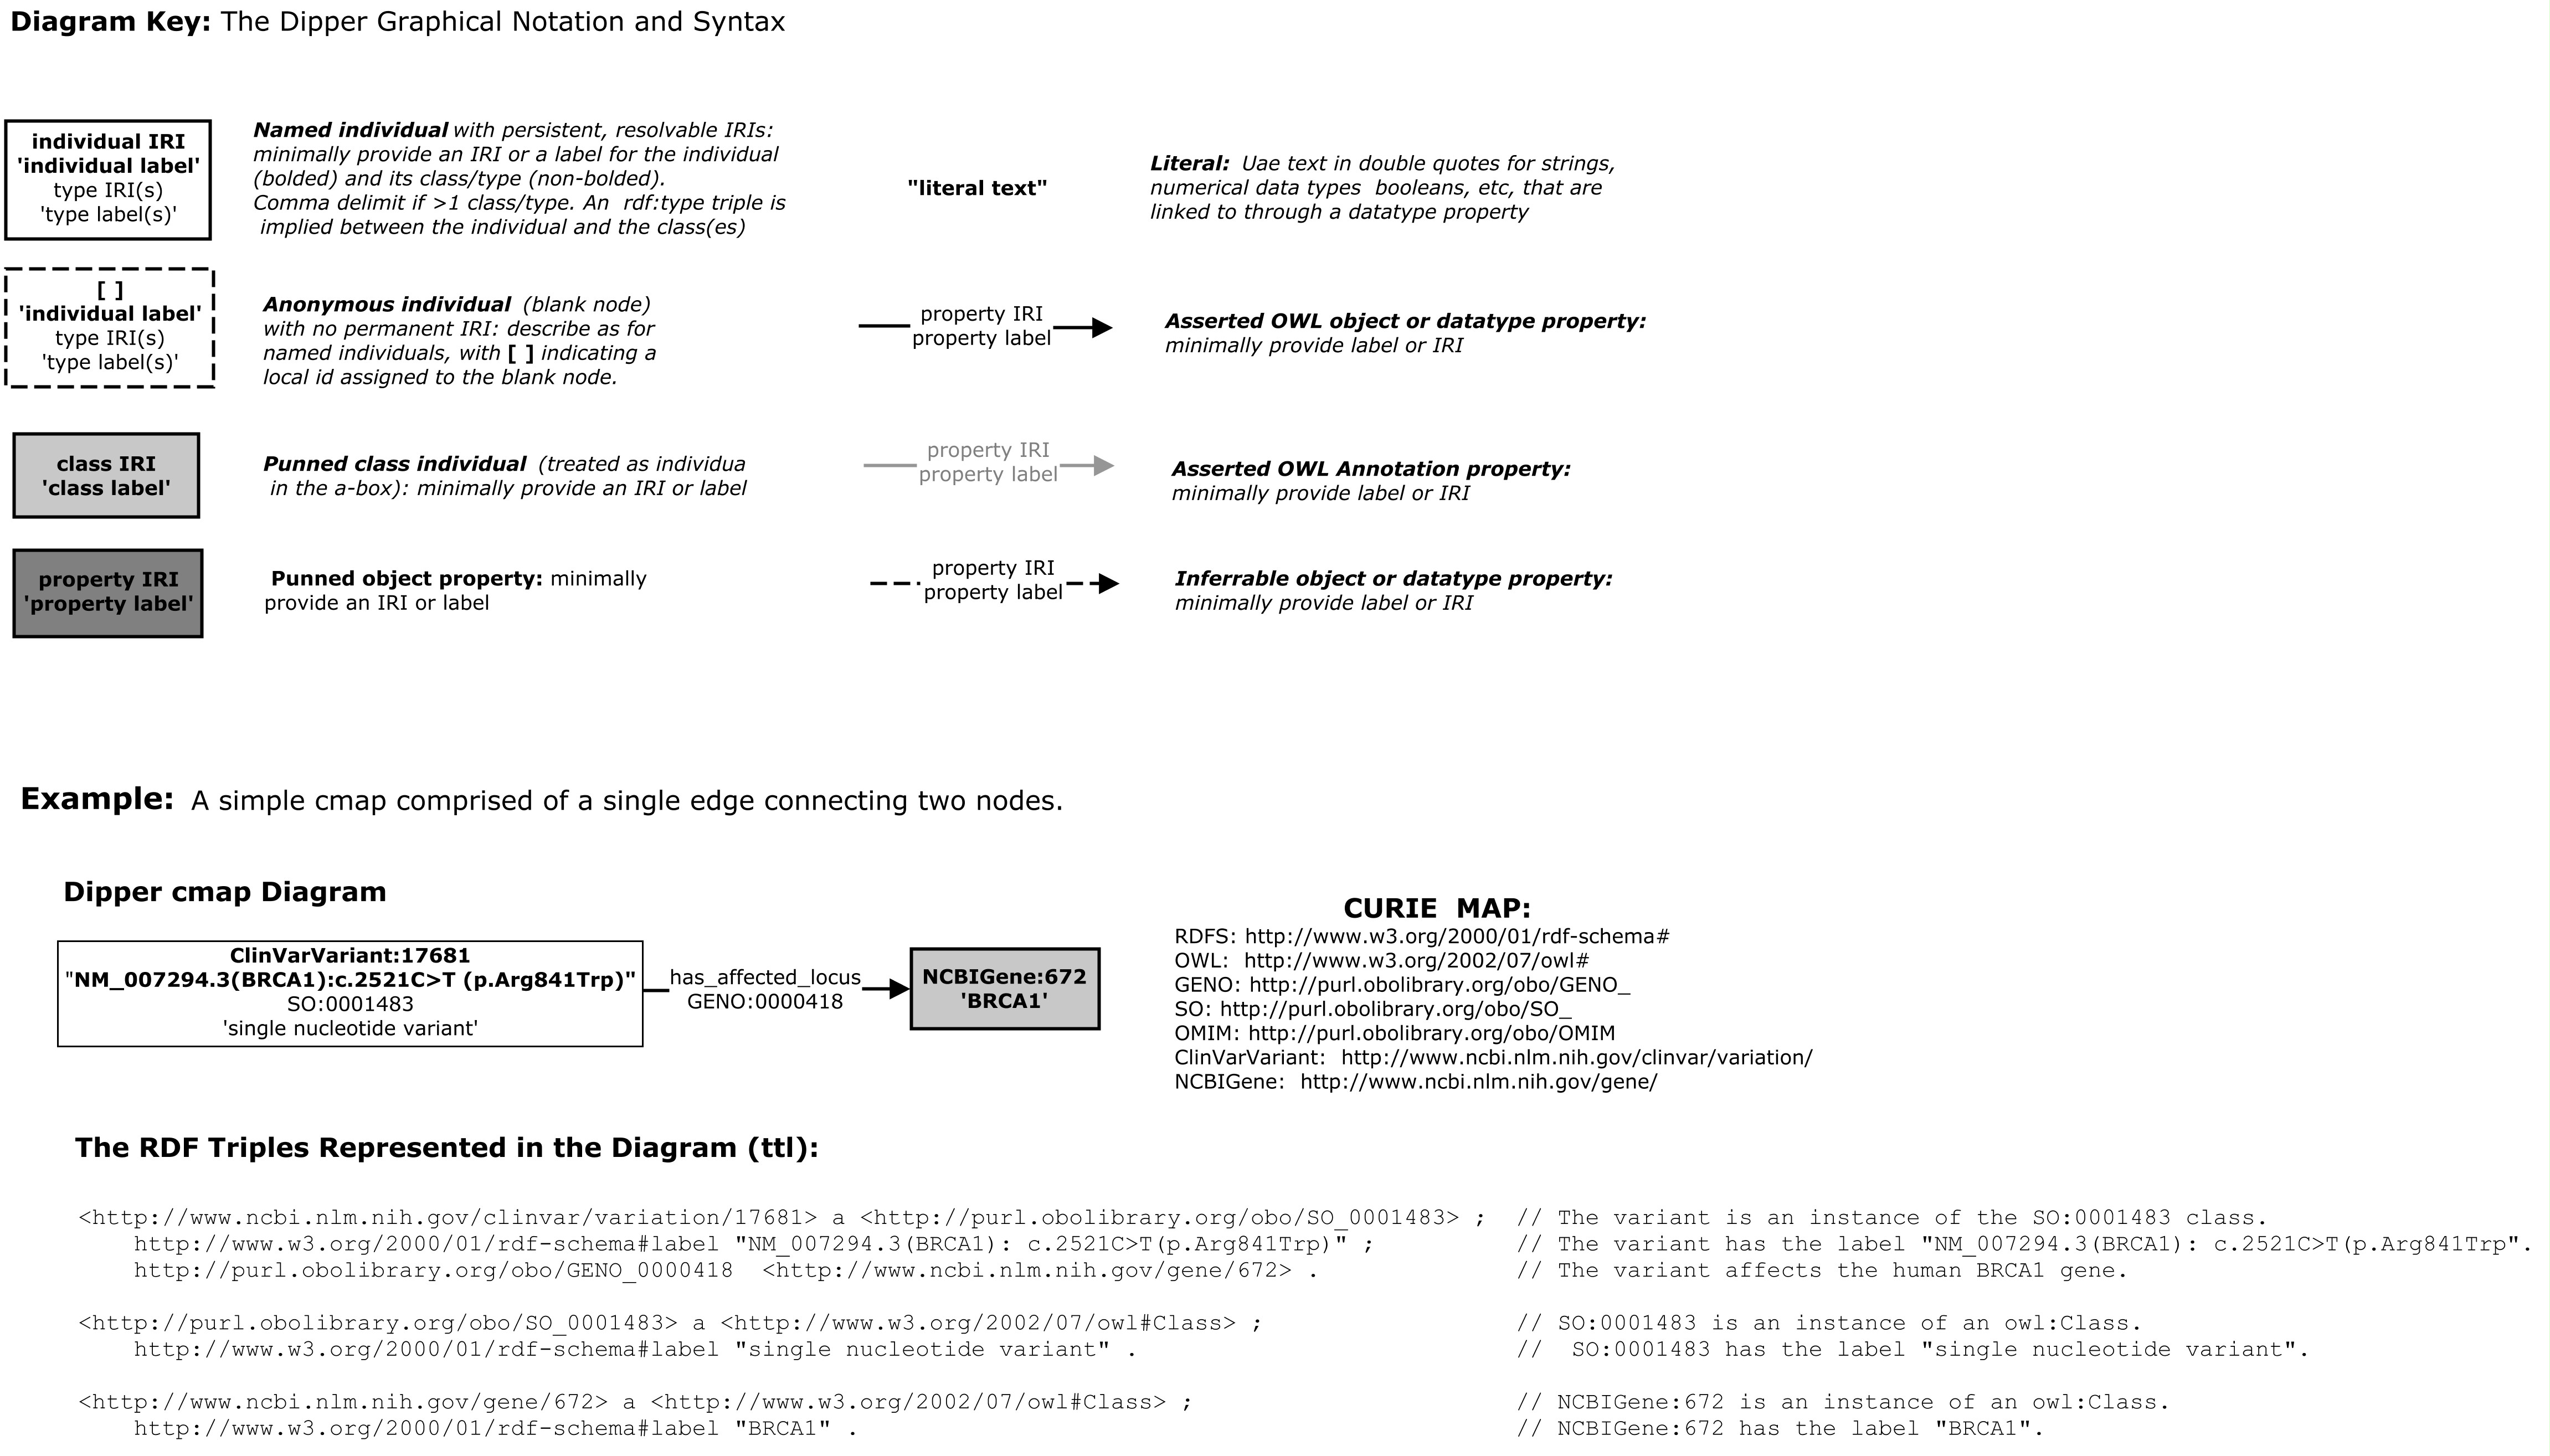 Diagram Key: The Dipper Graphical Notation and Syntax
individual IRI
'individual label'
type IRI(s)
'type label(s)'
Named individual with persistent, resolvable IRIs:
minimally provide an IRI or a label for the individual
(bolded) and its class/type (non-bolded).
Comma delimit if >1 class/type. An  rdf:type triple is
implied between the individual and the class(es)
"literal text"
Literal:  Uae text in double quotes for strings,
numerical data types  booleans, etc, that are
linked to through a datatype property
[ ]
'individual label'
type IRI(s)
'type label(s)'
Anonymous individual  (blank node)
with no permanent IRI: describe as for
named individuals, with [ ] indicating a
local id assigned to the blank node.
property IRI
property label
Asserted OWL object or datatype property:
minimally provide label or IRI
class IRI
'class label'
Punned class individual  (treated as individua
in the a-box): minimally provide an IRI or label
property IRI
property label
Asserted OWL Annotation property:
minimally provide label or IRI
property IRI
'property label'
Punned object property: minimally
provide an IRI or label
property IRI
property label
Inferrable object or datatype property:
minimally provide label or IRI
Example:  A simple cmap comprised of a single edge connecting two nodes.
Dipper cmap Diagram
ClinVarVariant:17681
"NM_007294.3(BRCA1):c.2521C>T (p.Arg841Trp)"
SO:0001483
'single nucleotide variant'
has_affected_locus
GENO:0000418
NCBIGene:672
'BRCA1'
CURIE  MAP:
RDFS: http://www.w3.org/2000/01/rdf-schema#
OWL:  http://www.w3.org/2002/07/owl#
GENO: http://purl.obolibrary.org/obo/GENO_
SO: http://purl.obolibrary.org/obo/SO_
OMIM: http://purl.obolibrary.org/obo/OMIM
ClinVarVariant:  http://www.ncbi.nlm.nih.gov/clinvar/variation/
NCBIGene:  http://www.ncbi.nlm.nih.gov/gene/
The RDF Triples Represented in the Diagram (ttl):
<http://www.ncbi.nlm.nih.gov/clinvar/variation/17681> a <http://purl.obolibrary.org/obo/SO_0001483> ;  // The variant is an instance of the SO:0001483 class.
http://www.w3.org/2000/01/rdf-schema#label "NM_007294.3(BRCA1): c.2521C>T(p.Arg841Trp)" ;  // The variant has the label "NM_007294.3(BRCA1): c.2521C>T(p.Arg841Trp".
http://purl.obolibrary.org/obo/GENO_0000418  <http://www.ncbi.nlm.nih.gov/gene/672> .  // The variant affects the human BRCA1 gene.
<http://purl.obolibrary.org/obo/SO_0001483> a <http://www.w3.org/2002/07/owl#Class> ;  // SO:0001483 is an instance of an owl:Class.
http://www.w3.org/2000/01/rdf-schema#label "single nucleotide variant" .  //  SO:0001483 has the label "single nucleotide variant".
<http://www.ncbi.nlm.nih.gov/gene/672> a <http://www.w3.org/2002/07/owl#Class> ;  // NCBIGene:672 is an instance of an owl:Class.
http://www.w3.org/2000/01/rdf-schema#label "BRCA1" .  // NCBIGene:672 has the label "BRCA1".